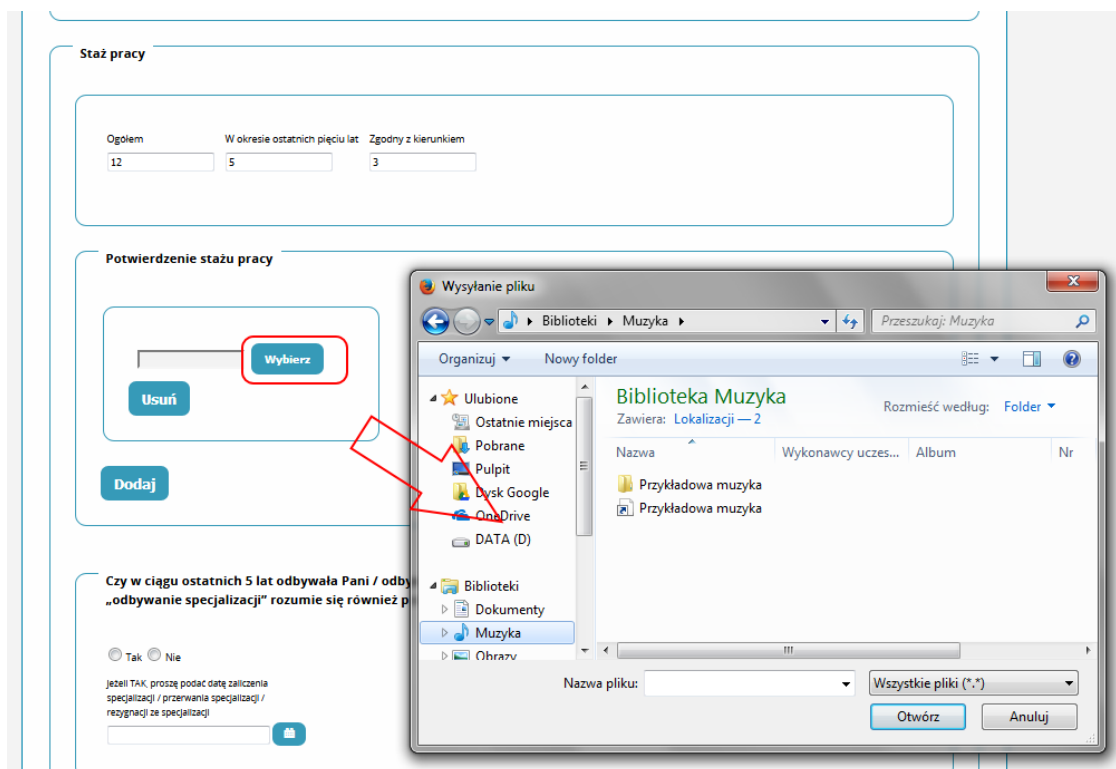 Staż pracy
Ogółem W okresie ostatnich pięciu lat Zgodny z kierunkiem
12 5 3
Potwierdzenie stażu pracy
Wybierz
Usuń
Dodaj
Czy w ciągu ostatnich 5 lat odbywała Pani / odby
„odbywanie specjalizacji” rozumie się również p
Tak Nie
Jeżeli TAK, proszę podać datę zaliczenia
specjalizacji / przerwania specjalizacji /
rezygnacji ze specjalizacji
Wysyłanie pliku
Biblioteki Muzyka Przeszukaj: Muzyka
Organizuj Nowy folder
Ulubione
Ostatnie miejsca
Pobrane
Pulpit
Dysk Google
OneDrive
DATA (D)
Biblioteki
Dokumenty
Muzyka
Obrazy
Biblioteka Muzyka
Zawiera: Lokalizacji — 2
Rozmieść według: Folder
Nazwa Wykonawcy uczes... Album Nr
Przykładowa muzyka
Przykładowa muzyka
Nazwa pliku: Wszystkie pliki (*.*)
Otwórz Anuluj